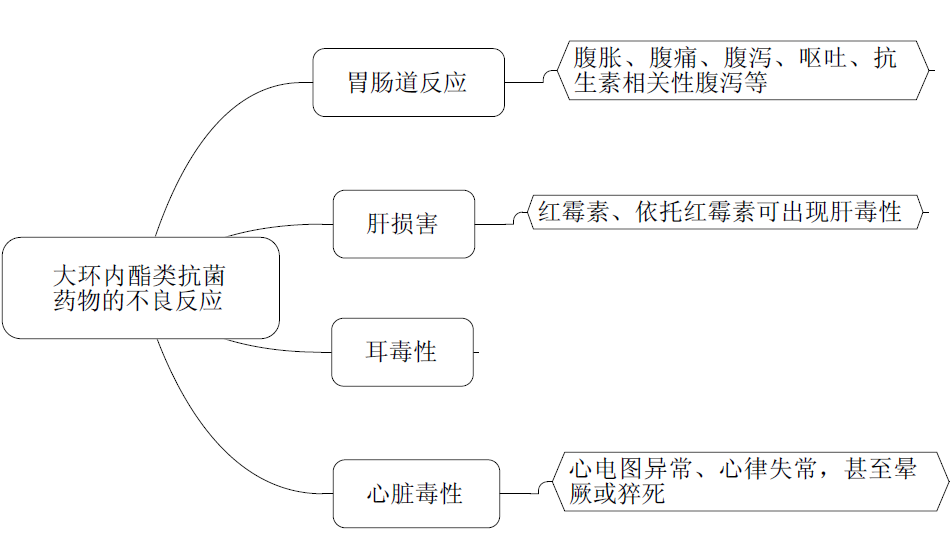 大环内酯类抗菌
药物的不良反应
胃肠道反应
腹胀、腹痛、腹泻、呕吐、抗
生素相关性腹泻等
肝损害
红霉素、依托红霉素可出现肝毒性
耳毒性
心脏毒性
心电图异常、心律失常，甚至晕
厥或猝死